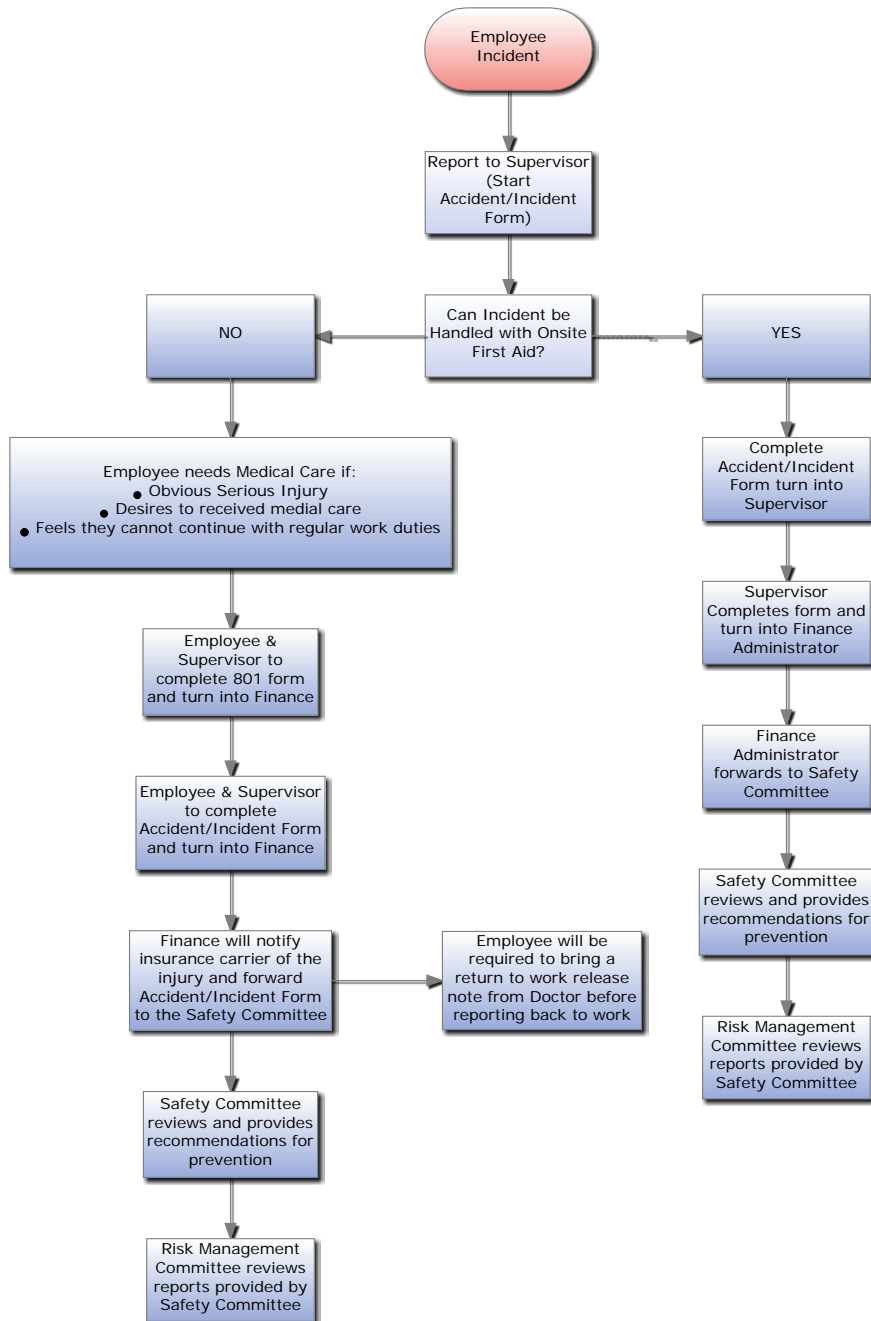 Employee
Incident
Report to Supervisor
(Start
Accident/Incident
Form)
Can Incident be
Handled with Onsite
First Aid?
NO
YES
Employee needs Medical Care if:
● Obvious Serious Injury
● Desires to received medial care
● Feels they cannot continue with regular work duties
Employee &
Supervisor to
complete 801 form
and turn into Finance
Employee & Supervisor
to complete
Accident/Incident Form
and turn into Finance
Finance will notify
insurance carrier of the
injury and forward
Accident/Incident Form
to the Safety Committee
Employee will be
required to bring a
return to work release
note from Doctor before
reporting back to work
Safety Committee
reviews and provides
recommendations for
prevention
Risk Management
Committee reviews
reports provided by
Safety Committee
Complete
Accident/Incident
Form turn into
Supervisor
Supervisor
Completes form and
turn into Finance
Administrator
Finance
Administrator
forwards to Safety
Committee
Safety Committee
reviews and provides
recommendations for
prevention
Risk Management
Committee reviews
reports provided by
Safety Committee